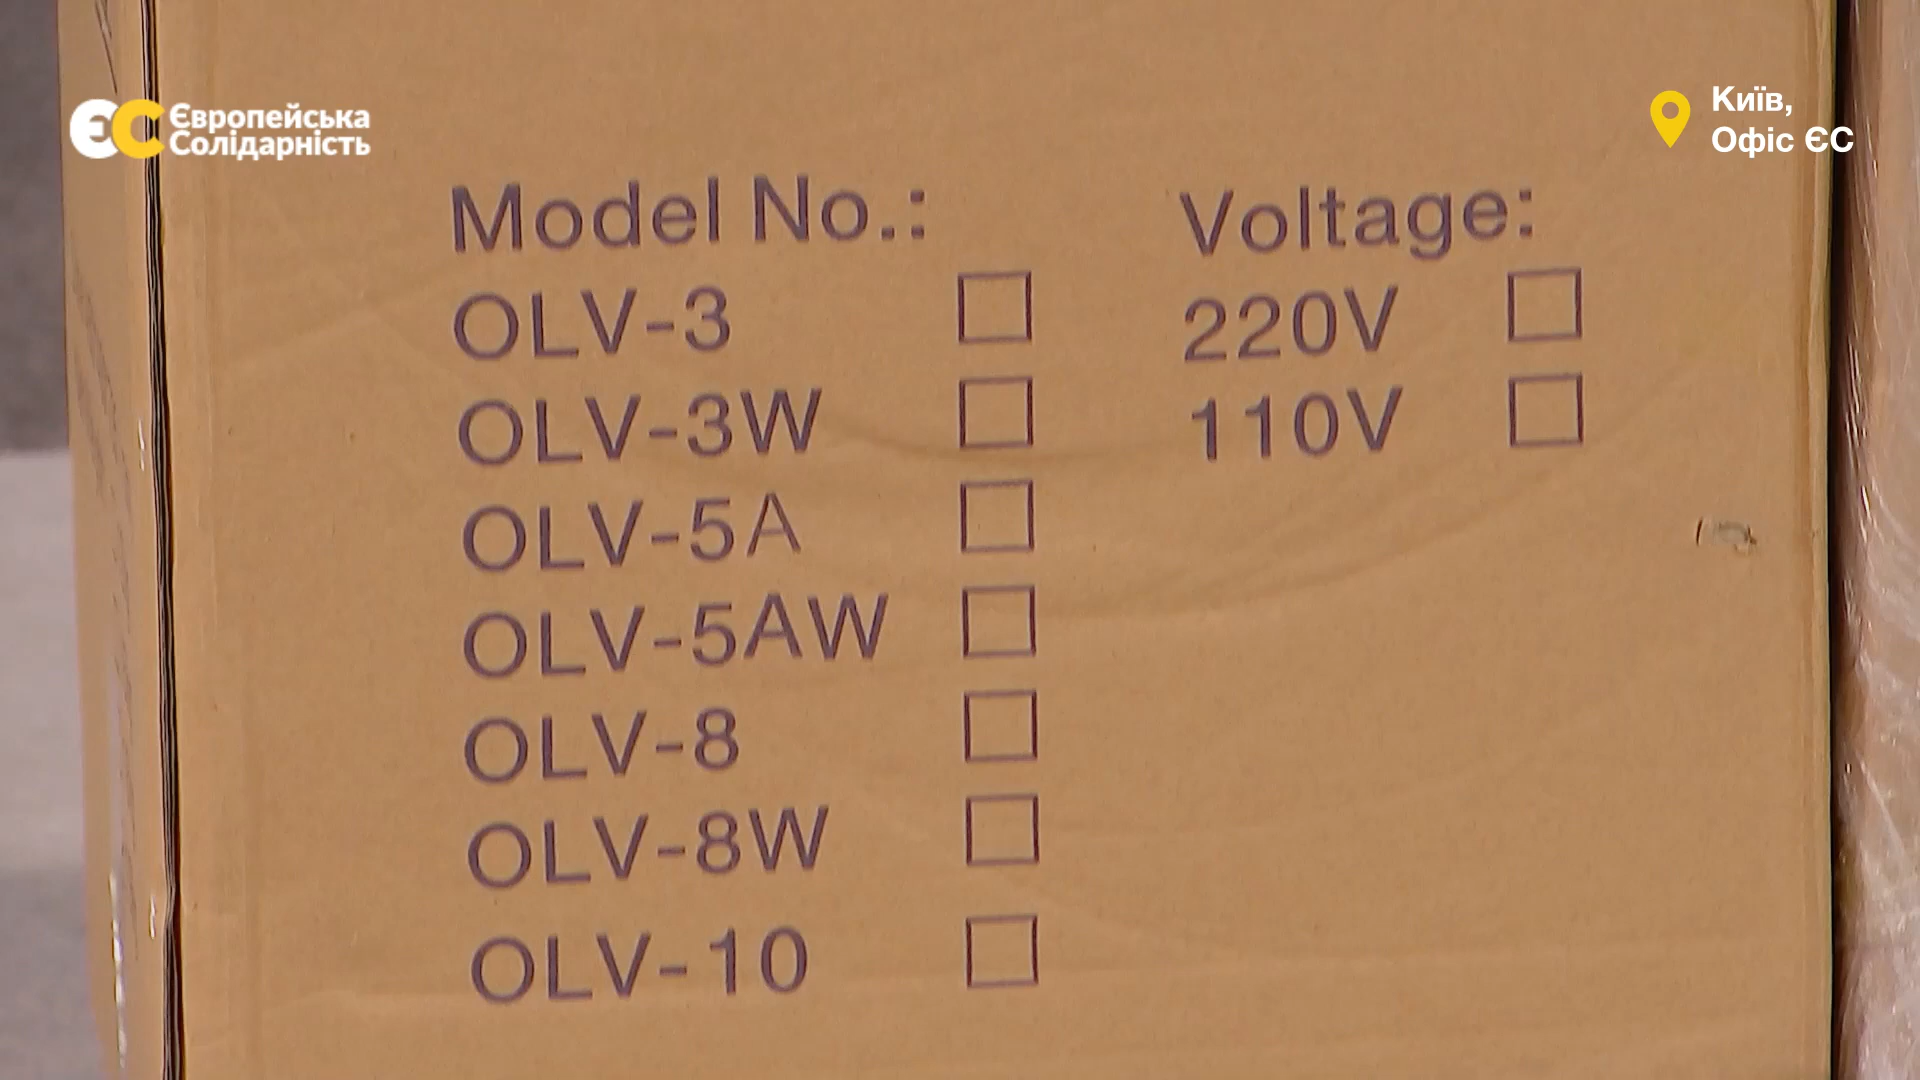 ЄС Європейська
Солідарність
Київ,
Офіс ЄС
Model No.:
Voltage:
OLV-3 ☐
220V ☐
OLV-3W ☐
110V ☐
OLV-5A ☐
OLV-5AW ☐
OLV-8 ☐
OLV-8W ☐
OLV-10 ☐